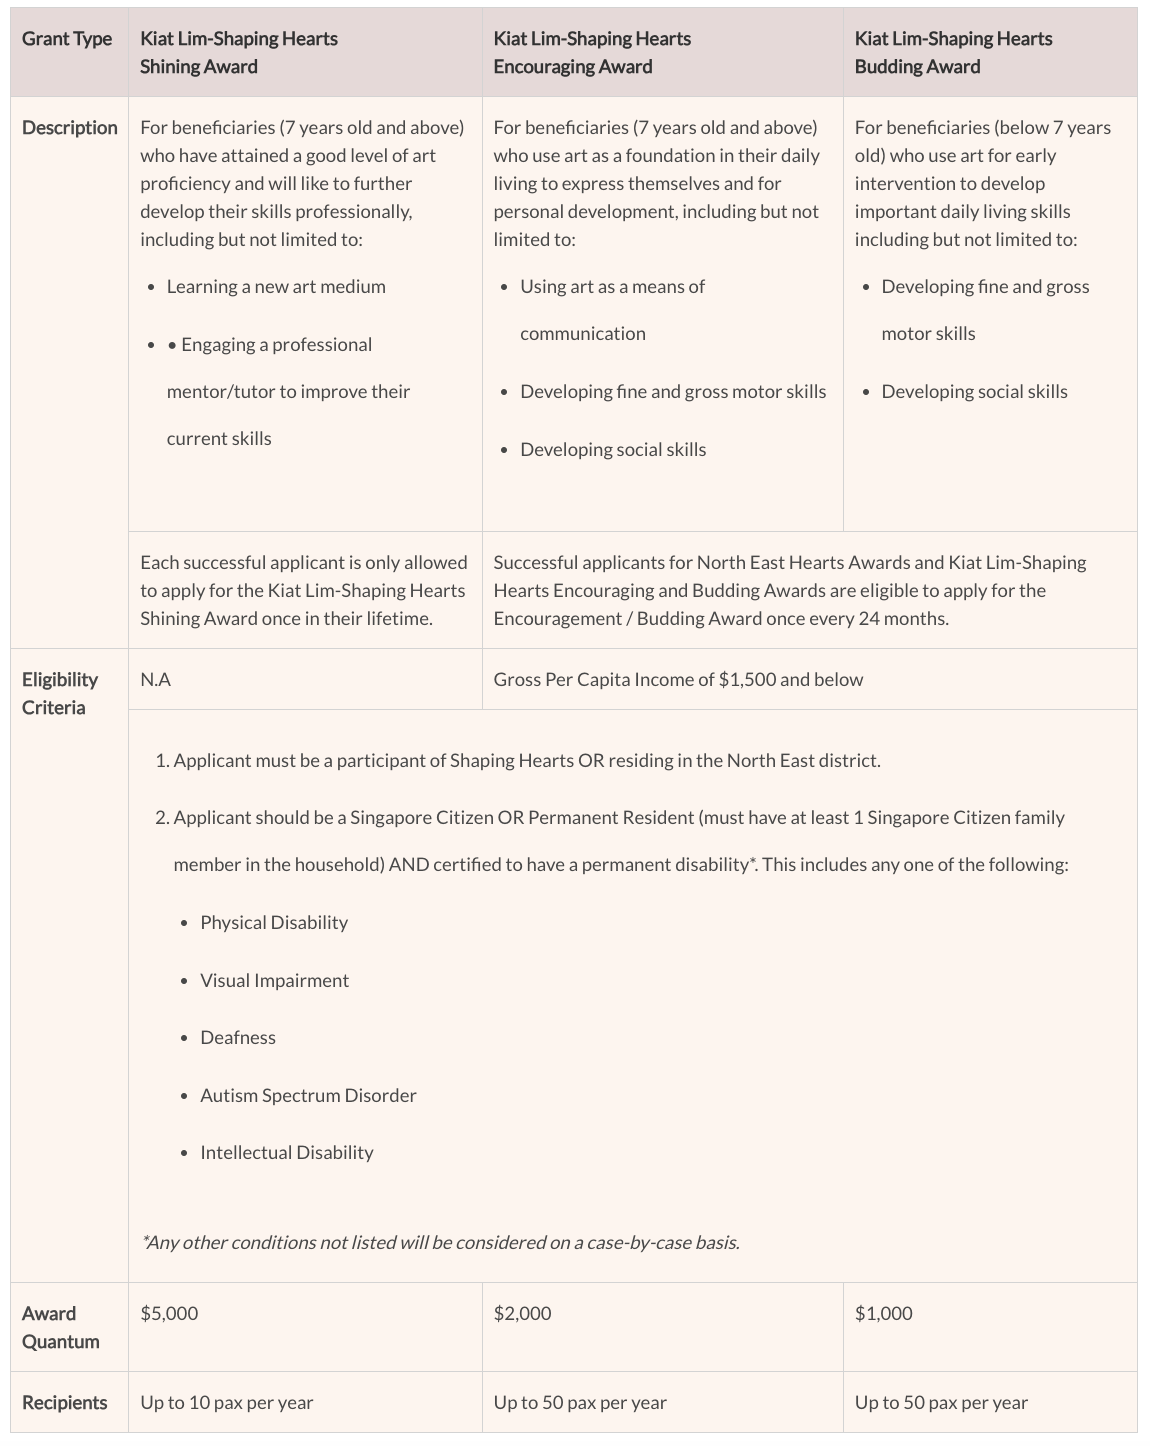 Grant Type
Kiat Lim-Shaping Hearts
Shining Award
Kiat Lim-Shaping Hearts
Encouraging Award
Kiat Lim-Shaping Hearts
Budding Award
Description
For beneficiaries (7 years old and above)
who have attained a good level of art
proficiency and will like to further
develop their skills professionally,
including but not limited to:
• Learning a new art medium
• • Engaging a professional
mentor/tutor to improve their
current skills
For beneficiaries (7 years old and above)
who use art as a foundation in their daily
living to express themselves and for
personal development, including but not
limited to:
• Using art as a means of
communication
• Developing fine and gross motor skills
• Developing social skills
For beneficiaries (below 7 years
old) who use art for early
intervention to develop
important daily living skills
including but not limited to:
• Developing fine and gross
motor skills
• Developing social skills
Each successful applicant is only allowed
to apply for the Kiat Lim-Shaping Hearts
Shining Award once in their lifetime.
Successful applicants for North East Hearts Awards and Kiat Lim-Shaping
Hearts Encouraging and Budding Awards are eligible to apply for the
Encouragement / Budding Award once every 24 months.
Eligibility
Criteria
N.A
Gross Per Capita Income of $1,500 and below
1. Applicant must be a participant of Shaping Hearts OR residing in the North East district.
2. Applicant should be a Singapore Citizen OR Permanent Resident (must have at least 1 Singapore Citizen family
member in the household) AND certified to have a permanent disability*. This includes any one of the following:
• Physical Disability
• Visual Impairment
• Deafness
• Autism Spectrum Disorder
• Intellectual Disability
*Any other conditions not listed will be considered on a case-by-case basis.
Award
Quantum
$5,000
$2,000
$1,000
Recipients
Up to 10 pax per year
Up to 50 pax per year
Up to 50 pax per year